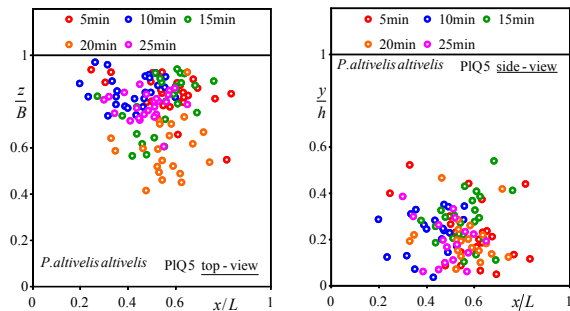 5min 10min 15min
20min 25min
1
0.8
0.6
0.4
0.2
0
z/B
P.altivelis altivelis PIQ5 top-view
0 0.2 0.4 0.6 0.8 1
x/L
5min 10min 15min
20min 25min
1
0.8
0.6
0.4
0.2
0
y/h
P.altivelis altivelis PIQ5 side-view
0 0.2 0.4 0.6 0.8 1
x/L